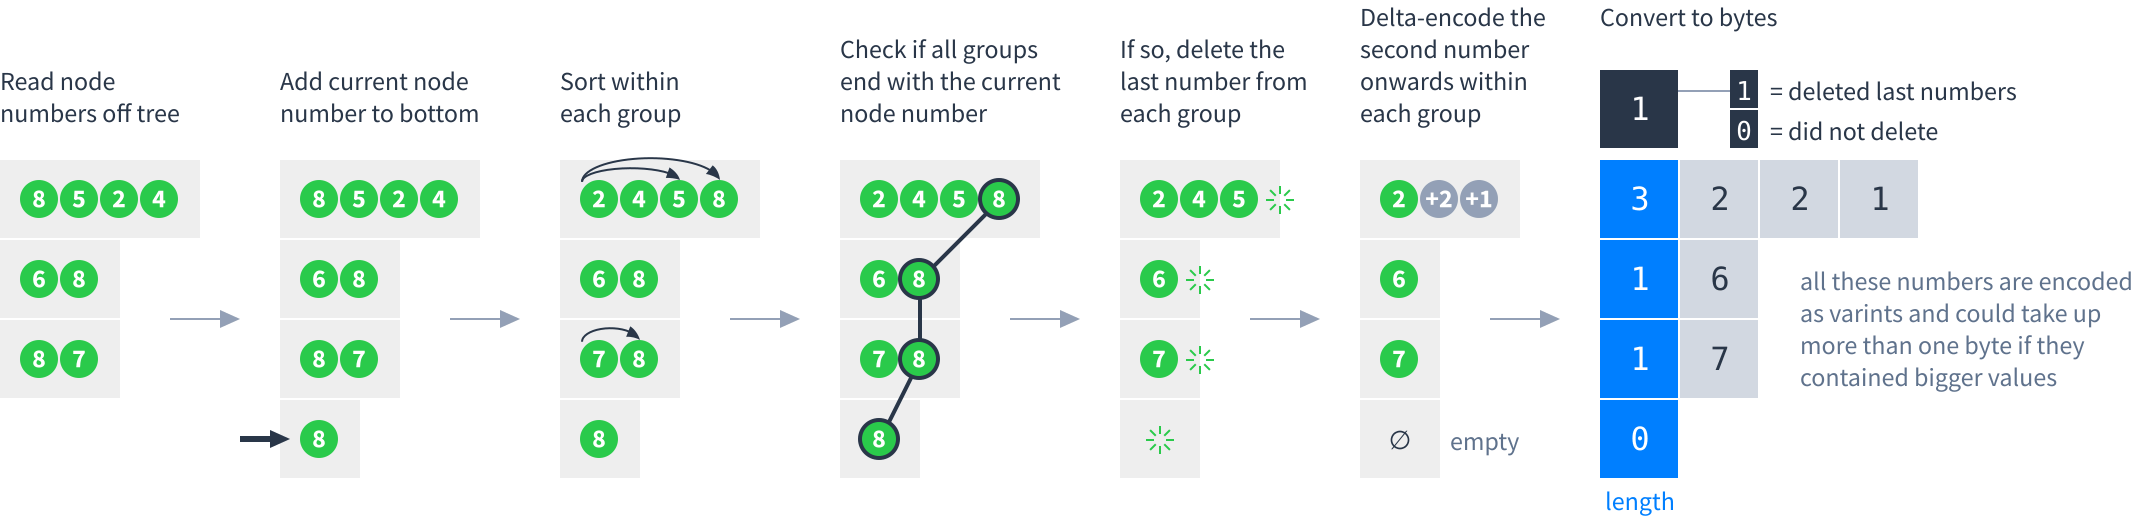 Read node
numbers off tree
8 5 2 4
6 8
8 7
Add current node
number to bottom
8 5 2 4
6 8
8 7
8
Sort within
each group
2 4 5 8
6 8
7 8
8
Check if all groups
end with the current
node number
2 4 5 8
6 8
7 8
8
If so, delete the
last number from
each group
2 4 5
6
7
Delta-encode the
second number
onwards within
each group
2 +2 +1
6
7
∅ empty
Convert to bytes
1
1 = deleted last numbers
0 = did not delete
3 2 2 1
1 6
1 7
0
length
all these numbers are encoded
as varints and could take up
more than one byte if they
contained bigger values